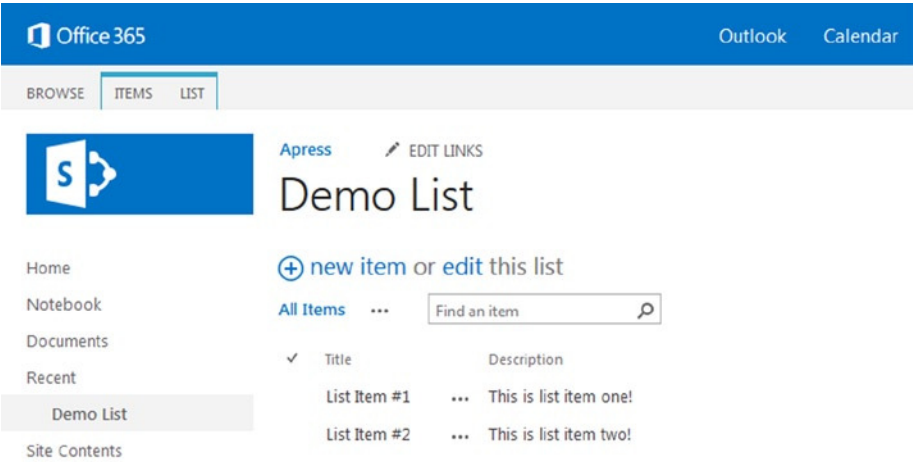 Office 365
Outlook Calendar
BROWSE ITEMS LIST
S
Apress EDIT LINKS
Demo List
Home
Notebook
Documents
Recent
Demo List
Site Contents
new item or edit this list
All Items ... Find an item
Title Description
List Item #1 ... This is list item one!
List Item #2 ... This is list item two!